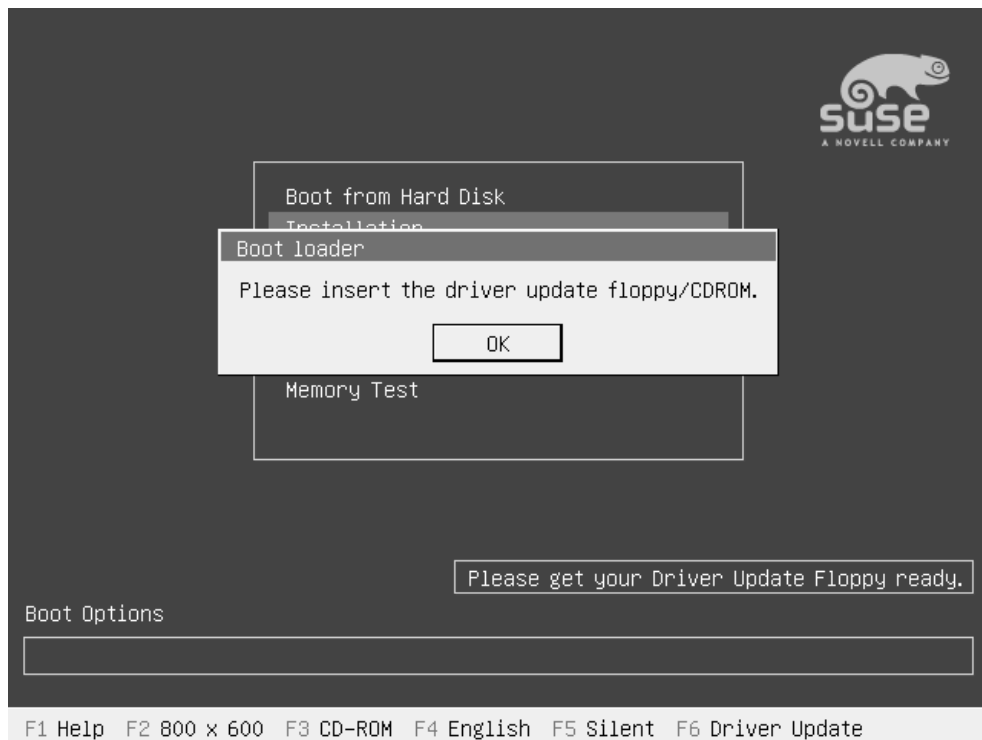 SUSE
A NOVELL COMPANY
Boot from Hard Disk
Installation
Boot loader
Please insert the driver update floppy/CDROM.
OK
Memory Test
Please get your Driver Update Floppy ready.
Boot Options
F1 Help F2 800 x 600 F3 CD-ROM F4 English F5 Silent F6 Driver Update